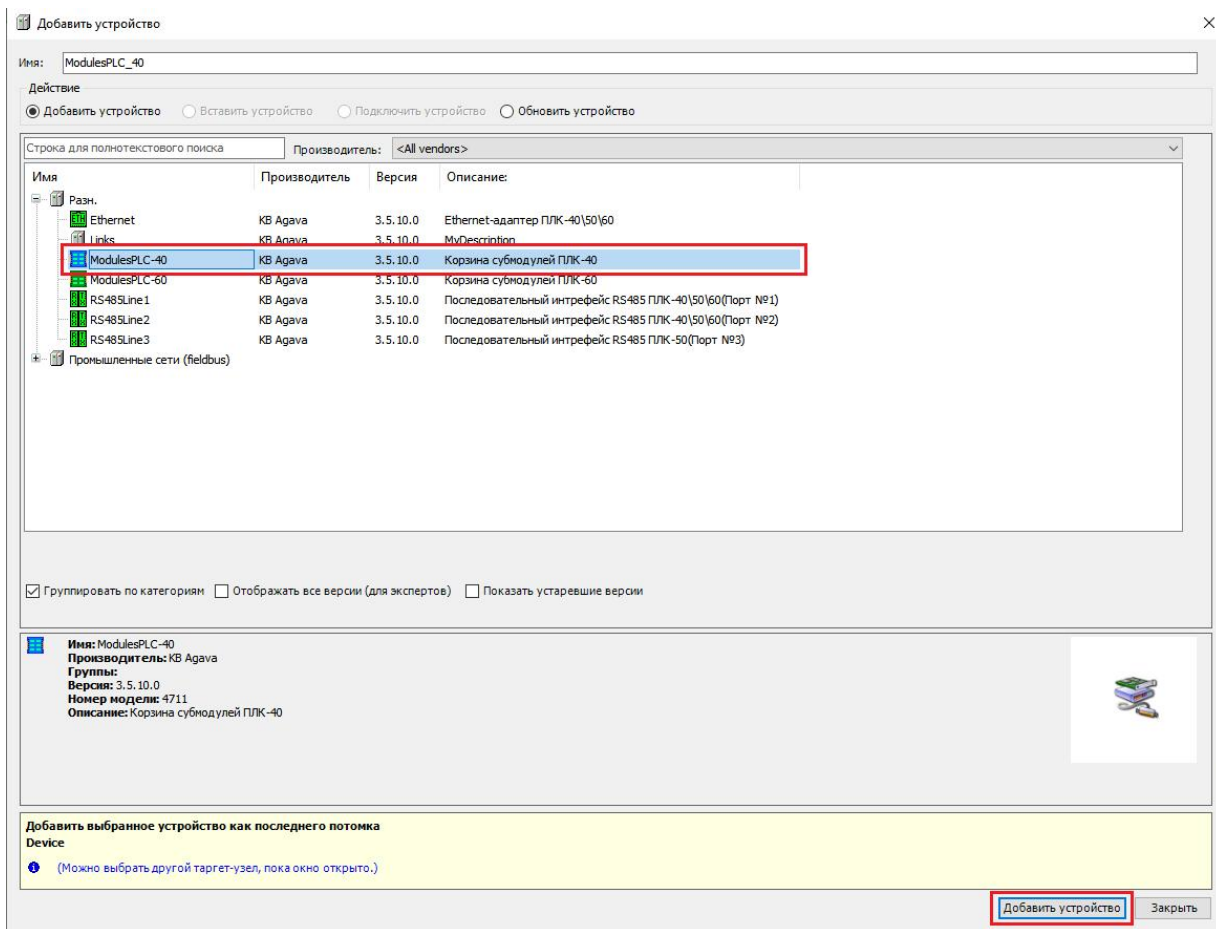 Добавить устройство
Имя: ModulesPLC_40
Действие
Добавить устройство Вставить устройство Подключить устройство Обновить устройство
Строка для полнотекстового поиска Производитель: <All vendors>
Имя Производитель Версия Описание:
Разн.
Ethernet KB Agava 3.5.10.0 Ethernet-адаптер ПЛК-40\50\60
Links KB Agava 3.5.10.0 MyDescription
ModulesPLC-40 KB Agava 3.5.10.0 Корзина субмодулей ПЛК-40
ModulesPLC-60 KB Agava 3.5.10.0 Корзина субмодулей ПЛК-60
RS485Line1 KB Agava 3.5.10.0 Последовательный интрефейс RS485 ПЛК-40\50\60(Порт №1)
RS485Line2 KB Agava 3.5.10.0 Последовательный интрефейс RS485 ПЛК-40\50\60(Порт №2)
RS485Line3 KB Agava 3.5.10.0 Последовательный интрефейс RS485 ПЛК-50(Порт №3)
Промышленные сети (fieldbus)
Группировать по категориям Отображать все версии (для экспертов) Показать устаревшие версии
Имя: ModulesPLC-40
Производитель: KB Agava
Группы:
Версия: 3.5.10.0
Номер модели: 4711
Описание: Корзина субмодулей ПЛК-40
Добавить выбранное устройство как последнего потомка
Device
(Можно выбрать другой таргет-узел, пока окно открыто.)
Добавить устройство Закрыть